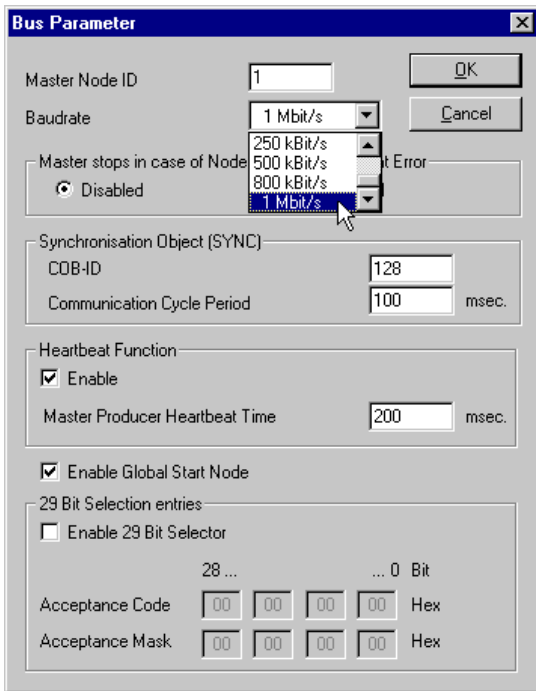 Bus Parameter
Master Node ID 1 OK
Baudrate 1 Mbit/s Cancel
250 kBit/s
500 kBit/s
800 kBit/s
1 Mbit/s
Master stops in case of Node Error
Disabled
Synchronisation Object (SYNC)
COB-ID 128
Communication Cycle Period 100 msec.
Heartbeat Function
Enable
Master Producer Heartbeat Time 200 msec.
Enable Global Start Node
29 Bit Selection entries
Enable 29 Bit Selector
28 ... ... 0 Bit
Acceptance Code 00 00 00 00 Hex
Acceptance Mask 00 00 00 00 Hex